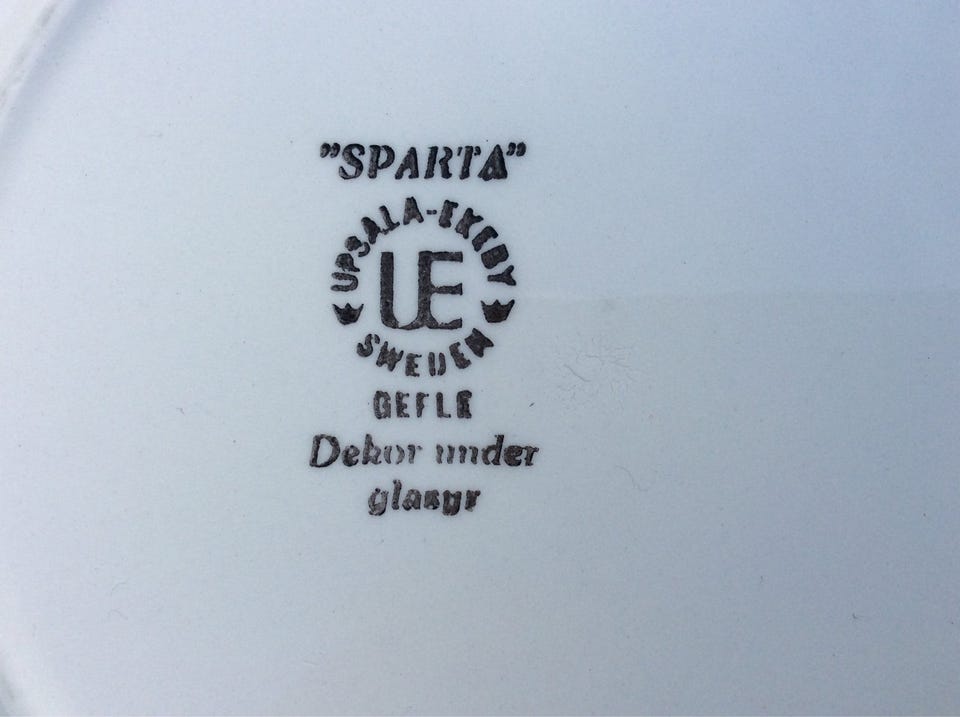 "SPARTA"
UPSALA-EKEBY
UE
SWEDEN
GEFLE
Dekor under
glasyr